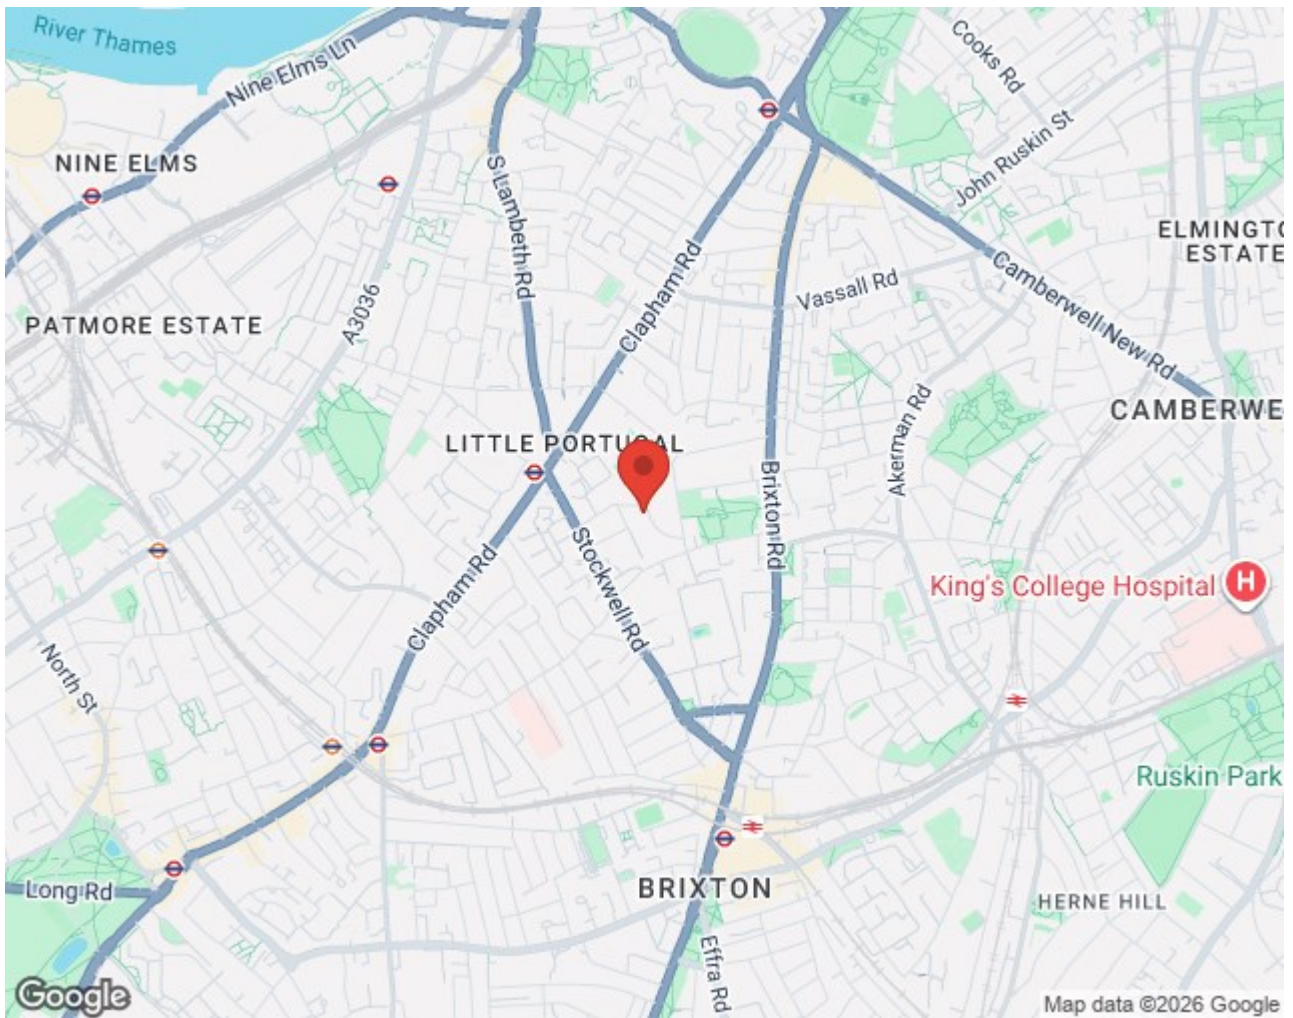 River Thames
Nine Elms Ln
Cooks Rd
John Ruskin St
NINE ELMS
S Lambeth Rd
ELMINGTO
ESTATE
Clapham Rd
Vassall Rd
Camberwell New Rd
A3036
PATMORE ESTATE
CAMBERWE
Akerman Rd
LITTLE PORTUGAL
Brixton Rd
Stockwell Rd
Clapham Rd
King's College Hospital
H
North St
Ruskin Park
Long Rd
BRIXTON
HERNE HILL
Effra Rd
Google
Map data ©2026 Google